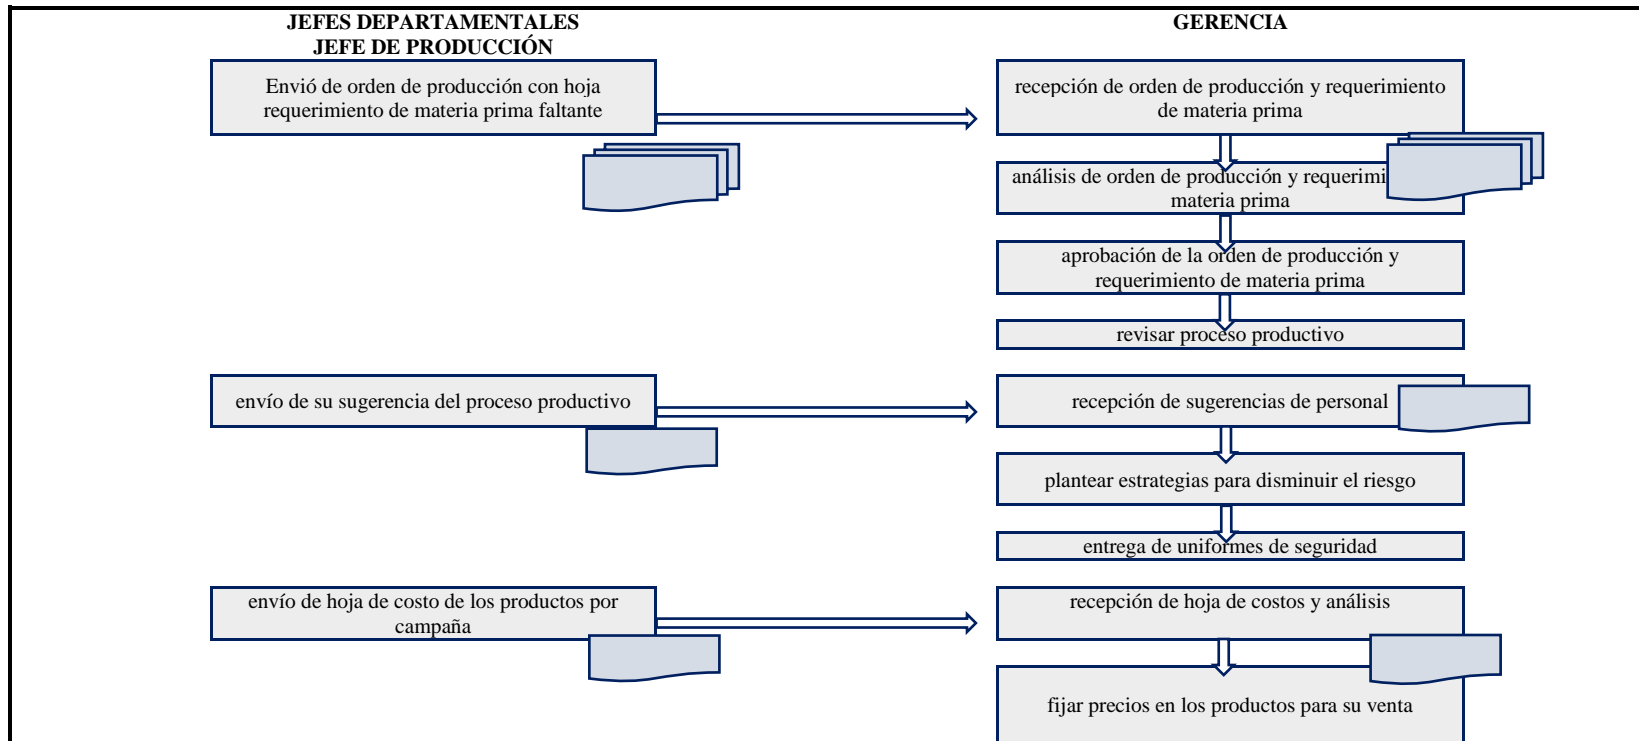 JEFES DEPARTAMENTALES
JEFE DE PRODUCCIÓN
GERENCIA
Envió de orden de producción con hoja
requerimiento de materia prima faltante
recepción de orden de producción y requerimiento
de materia prima
análisis de orden de producción y requerimi
materia prima
aprobación de la orden de producción y
requerimiento de materia prima
revisar proceso productivo
envío de su sugerencia del proceso productivo
recepción de sugerencias de personal
plantear estrategias para disminuir el riesgo
entrega de uniformes de seguridad
envío de hoja de costo de los productos por
campaña
recepción de hoja de costos y análisis
fijar precios en los productos para su venta